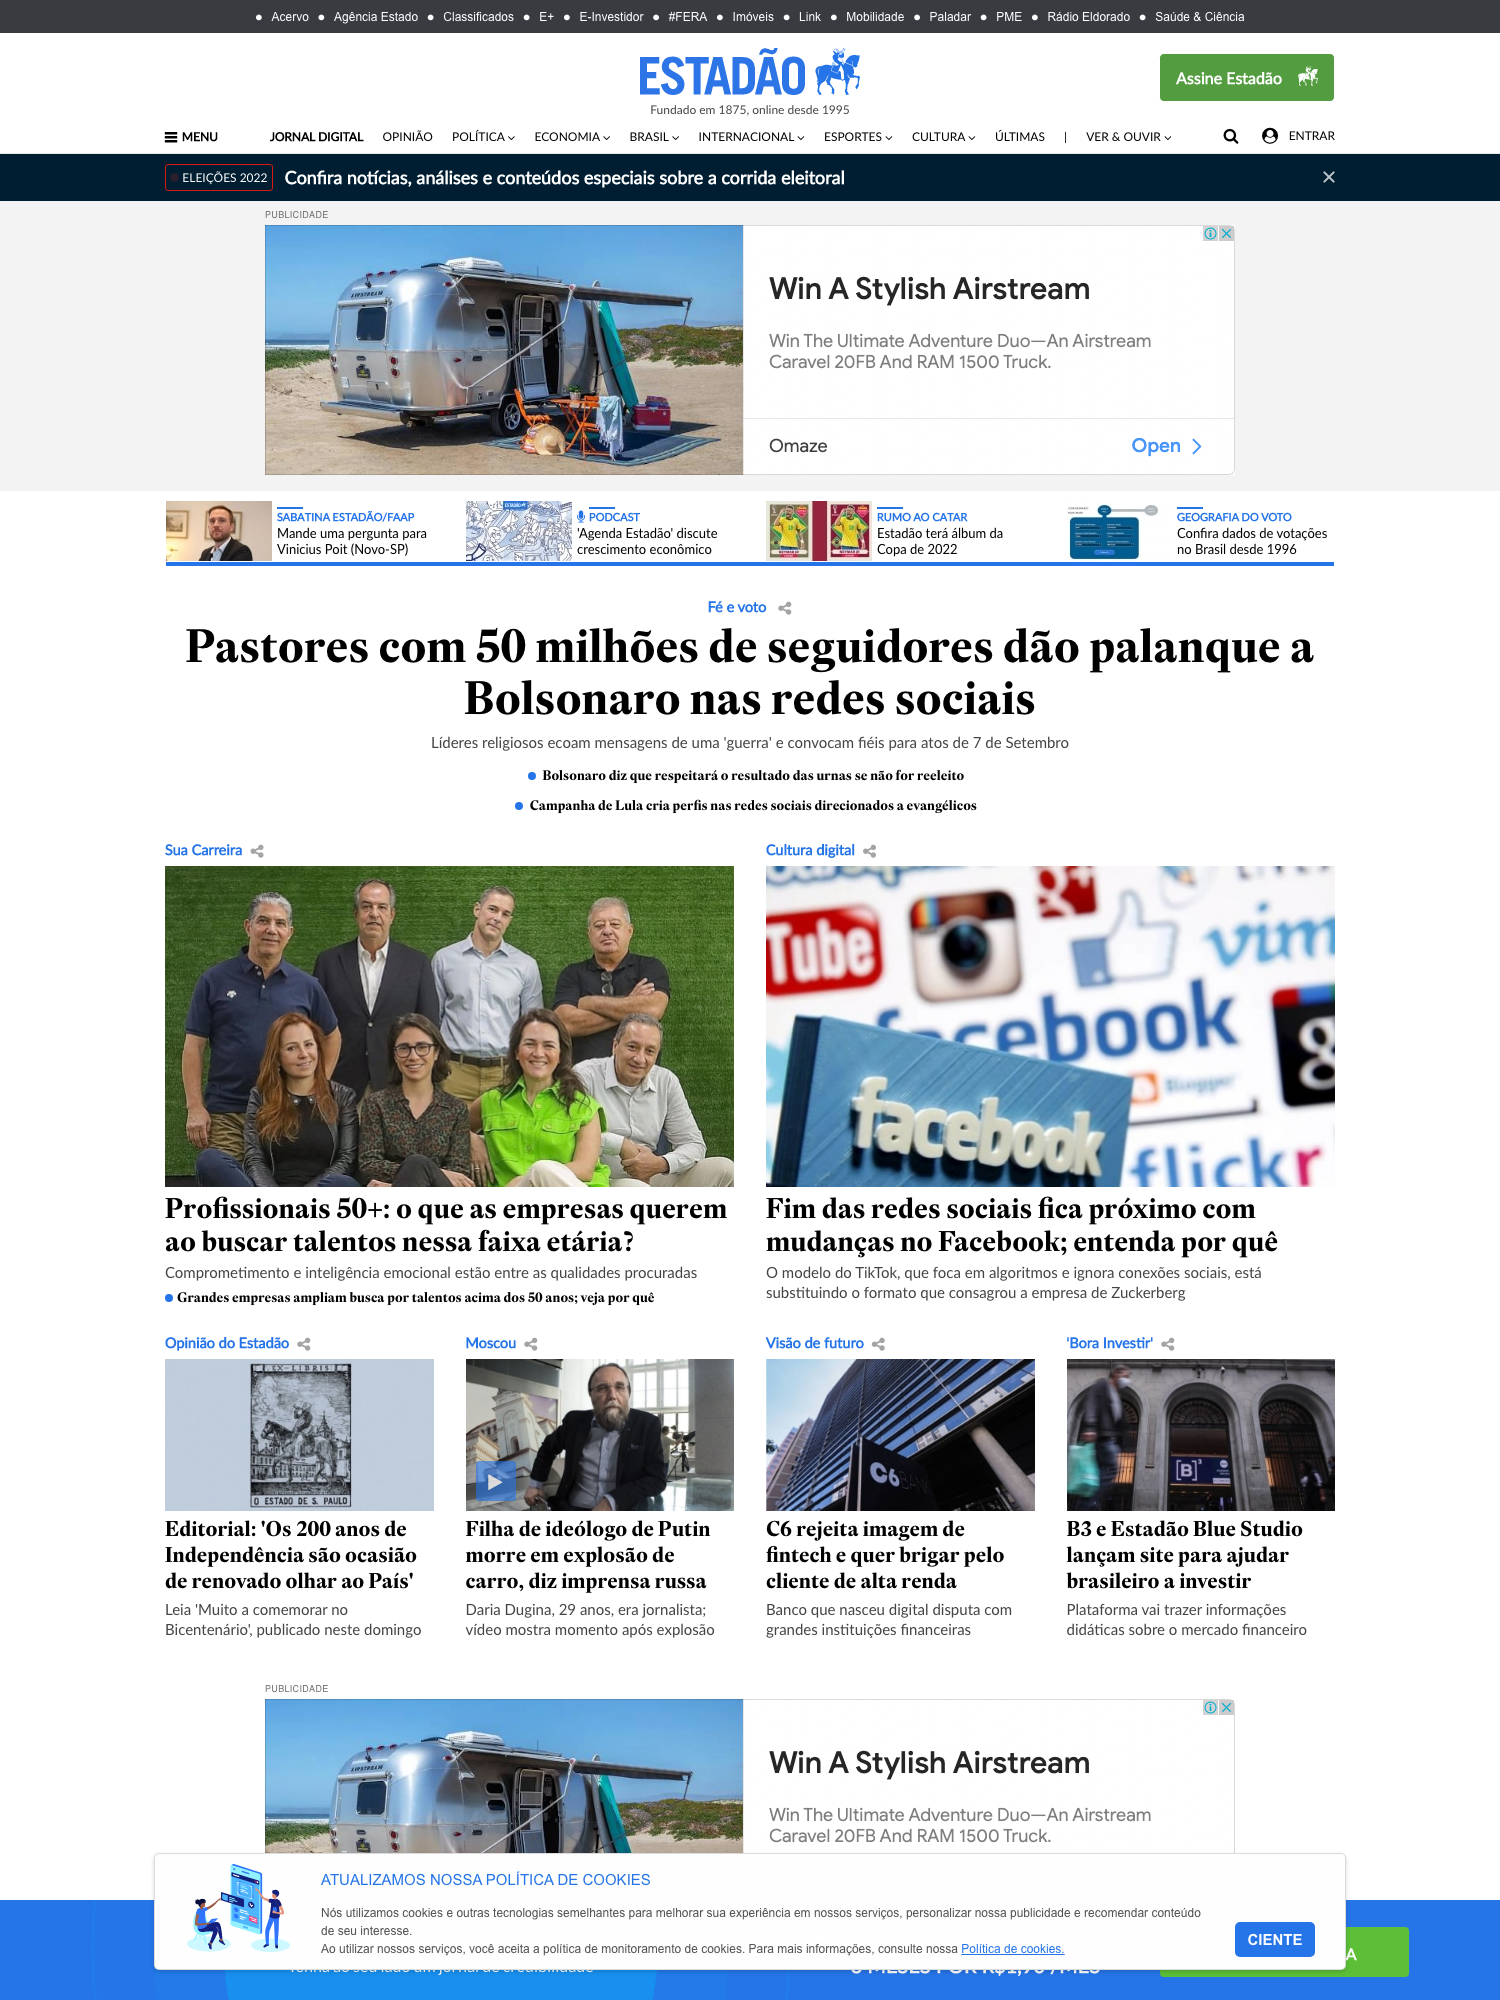 Acervo Agência Estado Classificados E+ E-Investidor #FERA Imóveis Link Mobilidade Paladar PME Rádio Eldorado Saúde & Ciência
ESTADÃO
Fundado em 1875, online desde 1995
Assine Estadão
MENU JORNAL DIGITAL OPINIÃO POLÍTICA ECONOMIA BRASIL INTERNACIONAL ESPORTES CULTURA ÚLTIMAS | VER & OUVIR ENTRAR
ELEIÇÕES 2022 Confira notícias, análises e conteúdos especiais sobre a corrida eleitoral
PUBLICIDADE
AIRSTREAM
Win A Stylish Airstream
Win The Ultimate Adventure Duo—An Airstream
Caravel 20FB And RAM 1500 Truck.
Omaze
Open
SABATINA ESTADÃO/FAAP
Mande uma pergunta para
Vinicius Poit (Novo-SP)
PODCAST
'Agenda Estadão' discute
crescimento econômico
RUMO AO CATAR
Estadão terá álbum da
Copa de 2022
GEOGRAFIA DO VOTO
Confira dados de votações
no Brasil desde 1996
Fé e voto
Pastores com 50 milhões de seguidores dão palanque a
Bolsonaro nas redes sociais
Líderes religiosos ecoam mensagens de uma 'guerra' e convocam fiéis para atos de 7 de Setembro
Bolsonaro diz que respeitará o resultado das urnas se não for reeleito
Campanha de Lula cria perfis nas redes sociais direcionados a evangélicos
Sua Carreira
Profissionais 50+: o que as empresas querem
ao buscar talentos nessa faixa etária?
Comprometimento e inteligência emocional estão entre as qualidades procuradas
Grandes empresas ampliam busca por talentos acima dos 50 anos; veja por quê
Cultura digital
Tube
g+
vim
facebook
Blogger
facebook
flickr
Fim das redes sociais fica próximo com
mudanças no Facebook; entenda por quê
O modelo do TikTok, que foca em algoritmos e ignora conexões sociais, está
substituindo o formato que consagrou a empresa de Zuckerberg
Opinião do Estadão
EX-LIBRIS
O ESTADO DE S. PAULO
Editorial: 'Os 200 anos de
Independência são ocasião
de renovado olhar ao País'
Leia 'Muito a comemorar no
Bicentenário', publicado neste domingo
Moscou
Filha de ideólogo de Putin
morre em explosão de
carro, diz imprensa russa
Daria Dugina, 29 anos, era jornalista;
vídeo mostra momento após explosão
Visão de futuro
C6 BANK
C6 rejeita imagem de
fintech e quer brigar pelo
cliente de alta renda
Banco que nasceu digital disputa com
grandes instituições financeiras
'Bora Investir'
[B]³
B3 e Estadão Blue Studio
lançam site para ajudar
brasileiro a investir
Plataforma vai trazer informações
didáticas sobre o mercado financeiro
PUBLICIDADE
AIRSTREAM
Win A Stylish Airstream
Win The Ultimate Adventure Duo—An Airstream
Caravel 20FB And RAM 1500 Truck.
ATUALIZAMOS NOSSA POLÍTICA DE COOKIES
Nós utilizamos cookies e outras tecnologias semelhantes para melhorar sua experiência em nossos serviços, personalizar nossa publicidade e recomendar conteúdo
de seu interesse.
Ao utilizar nossos serviços, você aceita a política de monitoramento de cookies. Para mais informações, consulte nossa Política de cookies.
CIENTE